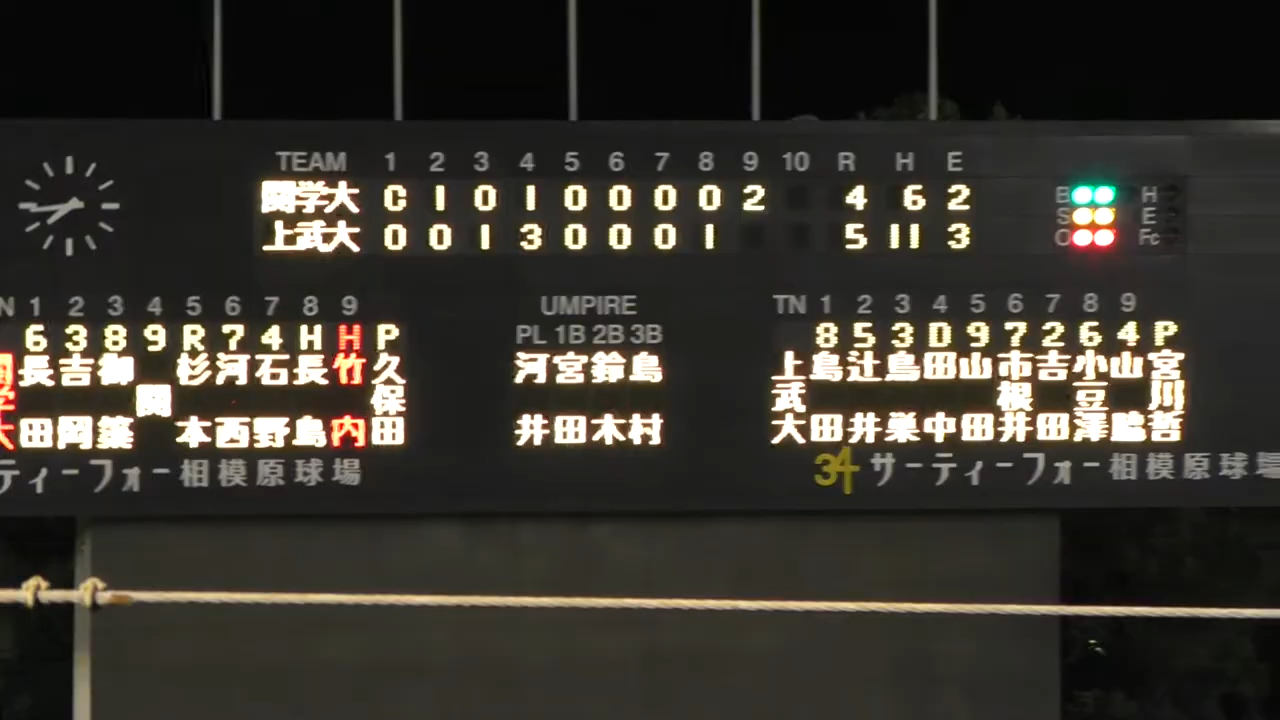 TEAM 1 2 3 4 5 6 7 8 9 10 R H E
関学大 0 1 0 1 0 0 0 0 2 4 6 2
上武大 0 0 1 3 0 0 0 1 5 11 3
B H
S E
O Fc
N 1 2 3 4 5 6 7 8 9
6 3 8 9 R 7 4 H H P
関学大 長田 吉岡 御築 関 杉本 河西 石野 長島 竹内 久保田
UMPIRE
PL 1B 2B 3B
河井 宮田 鈴木 島村
TN 1 2 3 4 5 6 7 8 9
8 5 3 D 9 7 2 6 4 P
上武大 島田 辻井 鳥巣 田中 山田 市根井 吉田 小豆澤 山脇 宮川哲
ティーフォー相模原球場
34 サーティーフォー相模原球場